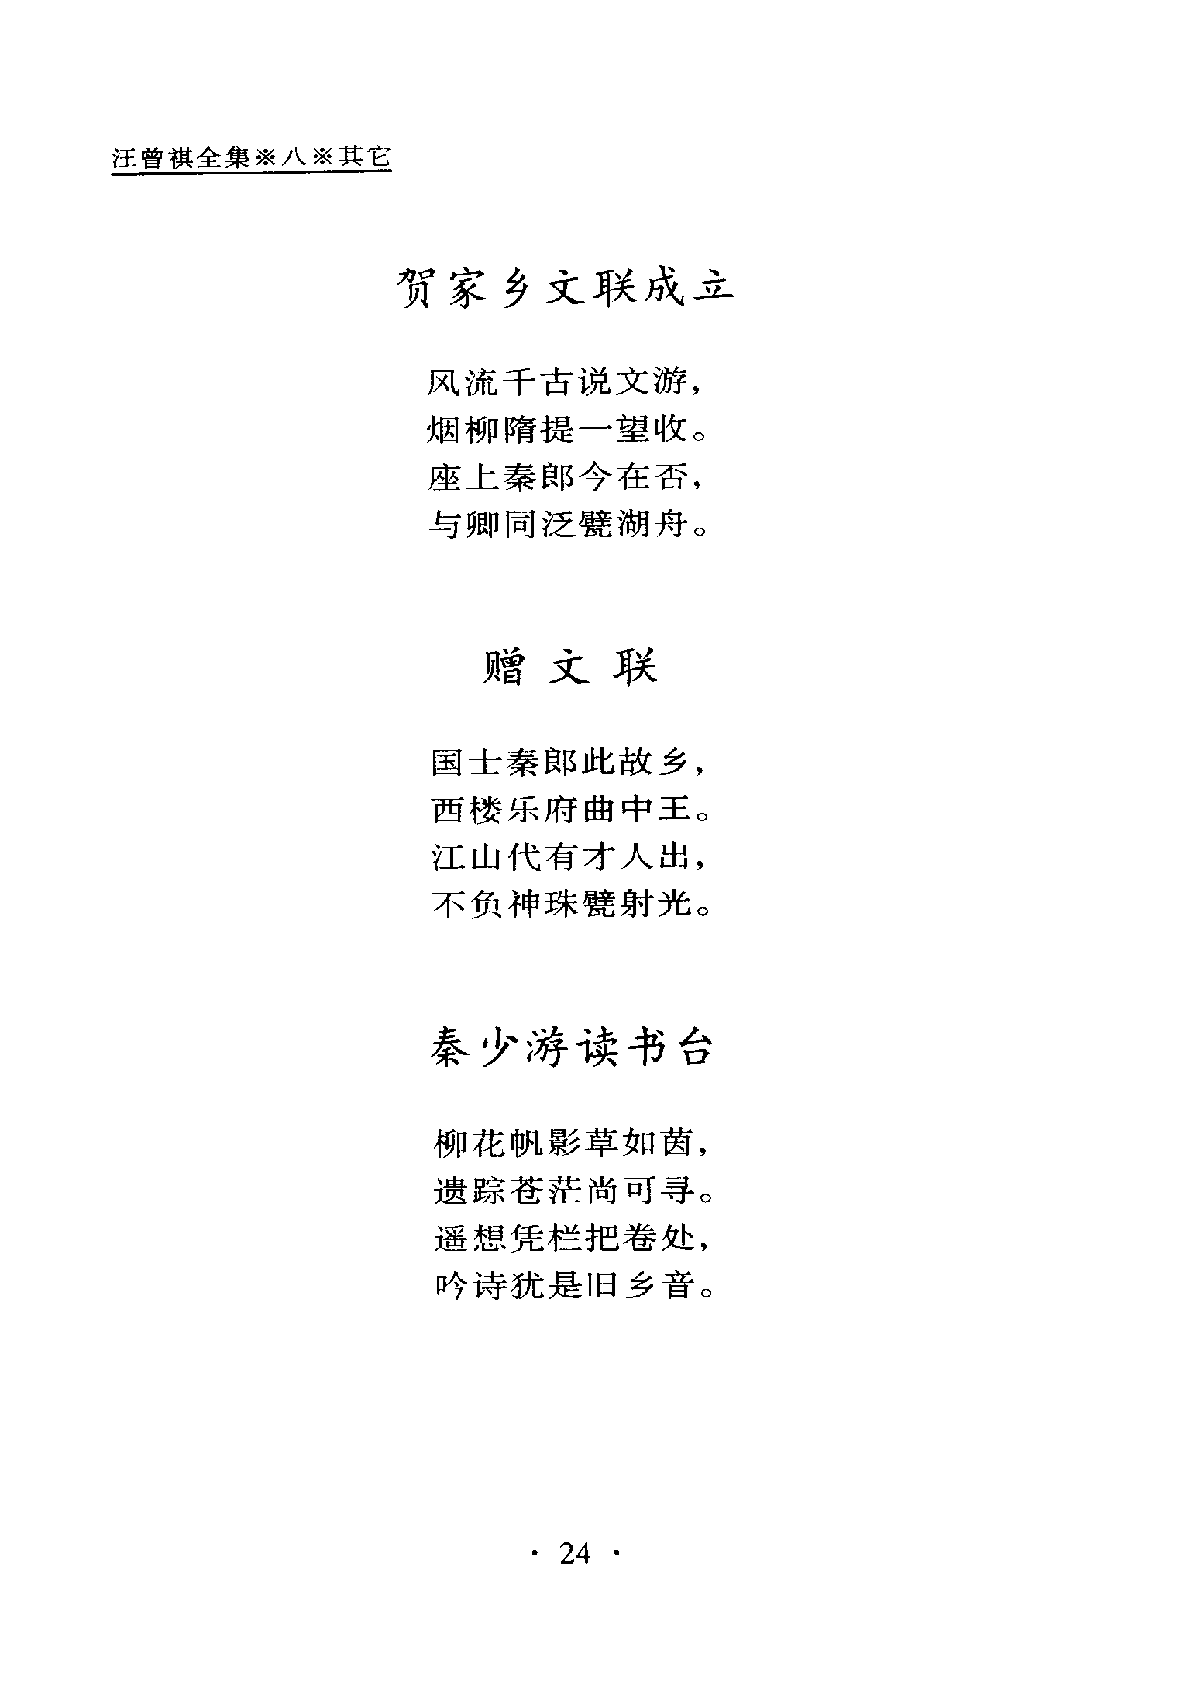 汪曾祺全集※八※其它
贺家乡文联成立
风流千古说文游，
烟柳隋提一望收。
座上秦郎今在否，
与卿同泛甓湖舟。
赠文联
国士秦郎此故乡，
西楼乐府曲中王。
江山代有才人出，
不负神珠甓射光。
秦少游读书台
柳花帆影草如茵，
遗踪苍茫尚可寻。
遥想凭栏把卷处，
吟诗犹是旧乡音。
· 24 ·